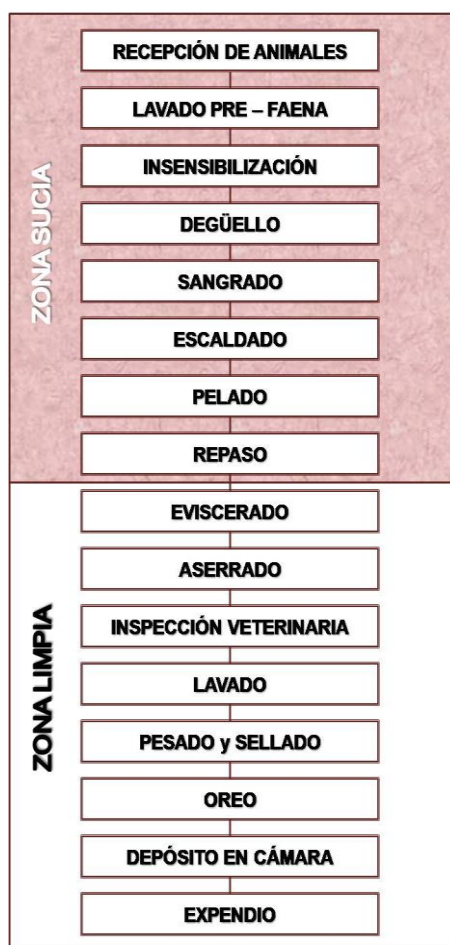 ZONA SUCIA
RECEPCIÓN DE ANIMALES
LAVADO PRE – FAENA
INSENSIBILIZACIÓN
DEGÜELLO
SANGRADO
ESCALDADO
PELADO
REPASO
ZONA LIMPIA
EVISCERADO
ASERRADO
INSPECCIÓN VETERINARIA
LAVADO
PESADO y SELLADO
OREO
DEPÓSITO EN CÁMARA
EXPENDIO